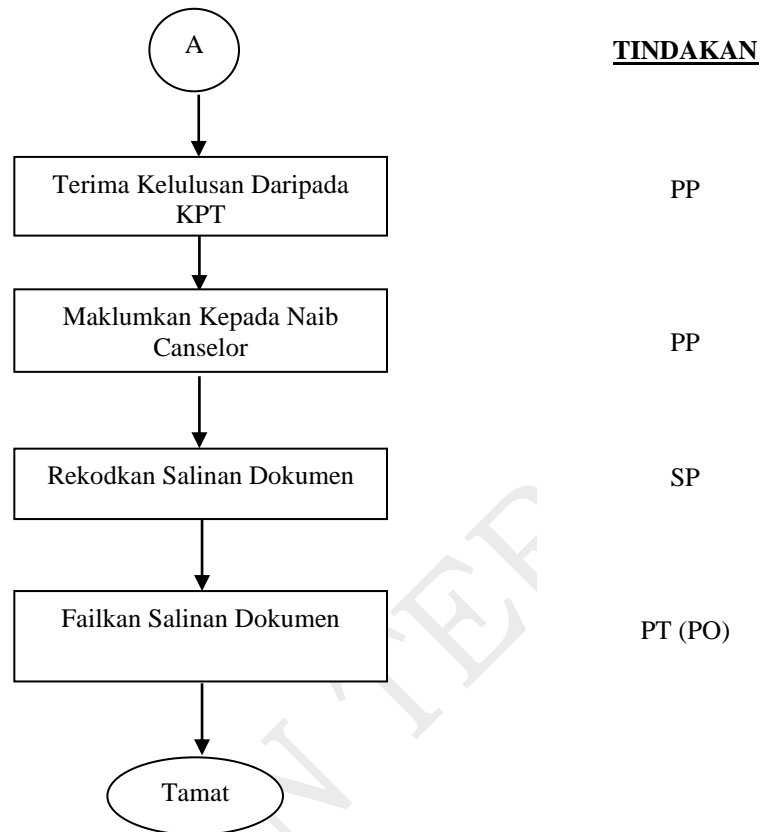 A
TINDAKAN
Terima Kelulusan Daripada
KPT
PP
Maklumkan Kepada Naib
Canselor
PP
Rekodkan Salinan Dokumen
SP
Failkan Salinan Dokumen
PT (PO)
Tamat